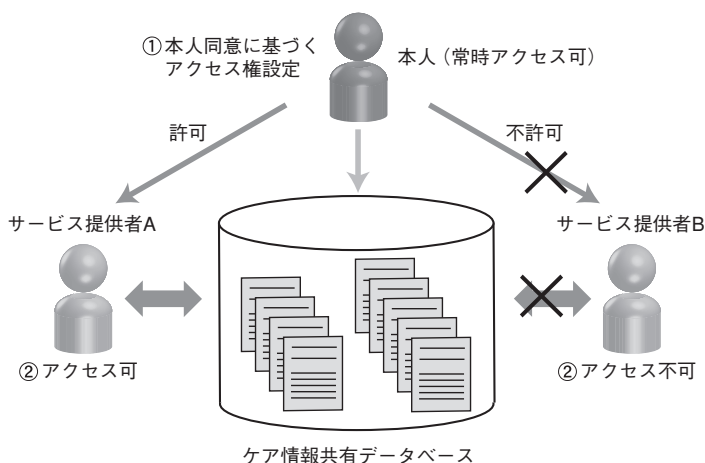 ①本人同意に基づく
アクセス権設定
本人（常時アクセス可）
許可
不許可
サービス提供者A
サービス提供者B
②アクセス可
②アクセス不可
ケア情報共有データベース